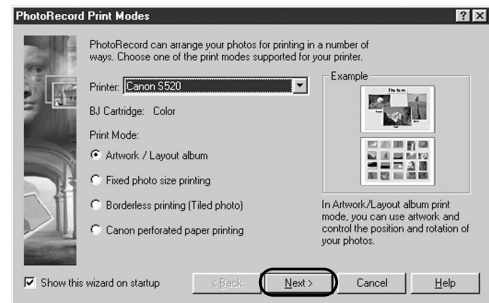 PhotoRecord Print Modes
PhotoRecord can arrange your photos for printing in a number of
ways. Choose one of the print modes supported for your printer.
Printer: Canon S520
BJ Cartridge: Color
Print Mode:
Artwork / Layout album
Fixed photo size printing
Borderless printing (Tiled photo)
Canon perforated paper printing
Example
In Artwork/Layout album print
mode, you can use artwork and
control the position and rotation of
your photos.
Show this wizard on startup
< Back
Next >
Cancel
Help